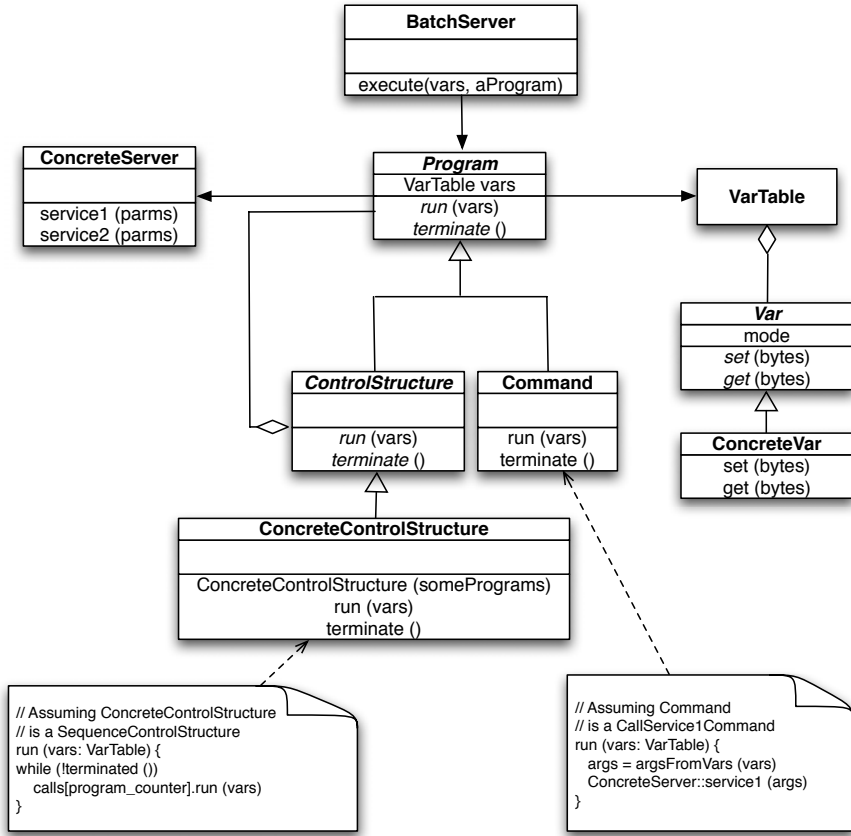 BatchServer
execute(vars, aProgram)
ConcreteServer
service1 (parms)
service2 (parms)
Program
VarTable vars
run (vars)
terminate ()
VarTable
Var
mode
set (bytes)
get (bytes)
ControlStructure
run (vars)
terminate ()
Command
run (vars)
terminate ()
ConcreteVar
set (bytes)
get (bytes)
ConcreteControlStructure
ConcreteControlStructure (somePrograms)
run (vars)
terminate ()
// Assuming ConcreteControlStructure
// is a SequenceControlStructure
run (vars: VarTable) {
while (!terminated ())
calls[program_counter].run (vars)
}
// Assuming Command
// is a CallService1Command
run (vars: VarTable) {
args = argsFromVars (vars)
ConcreteServer::service1 (args)
}